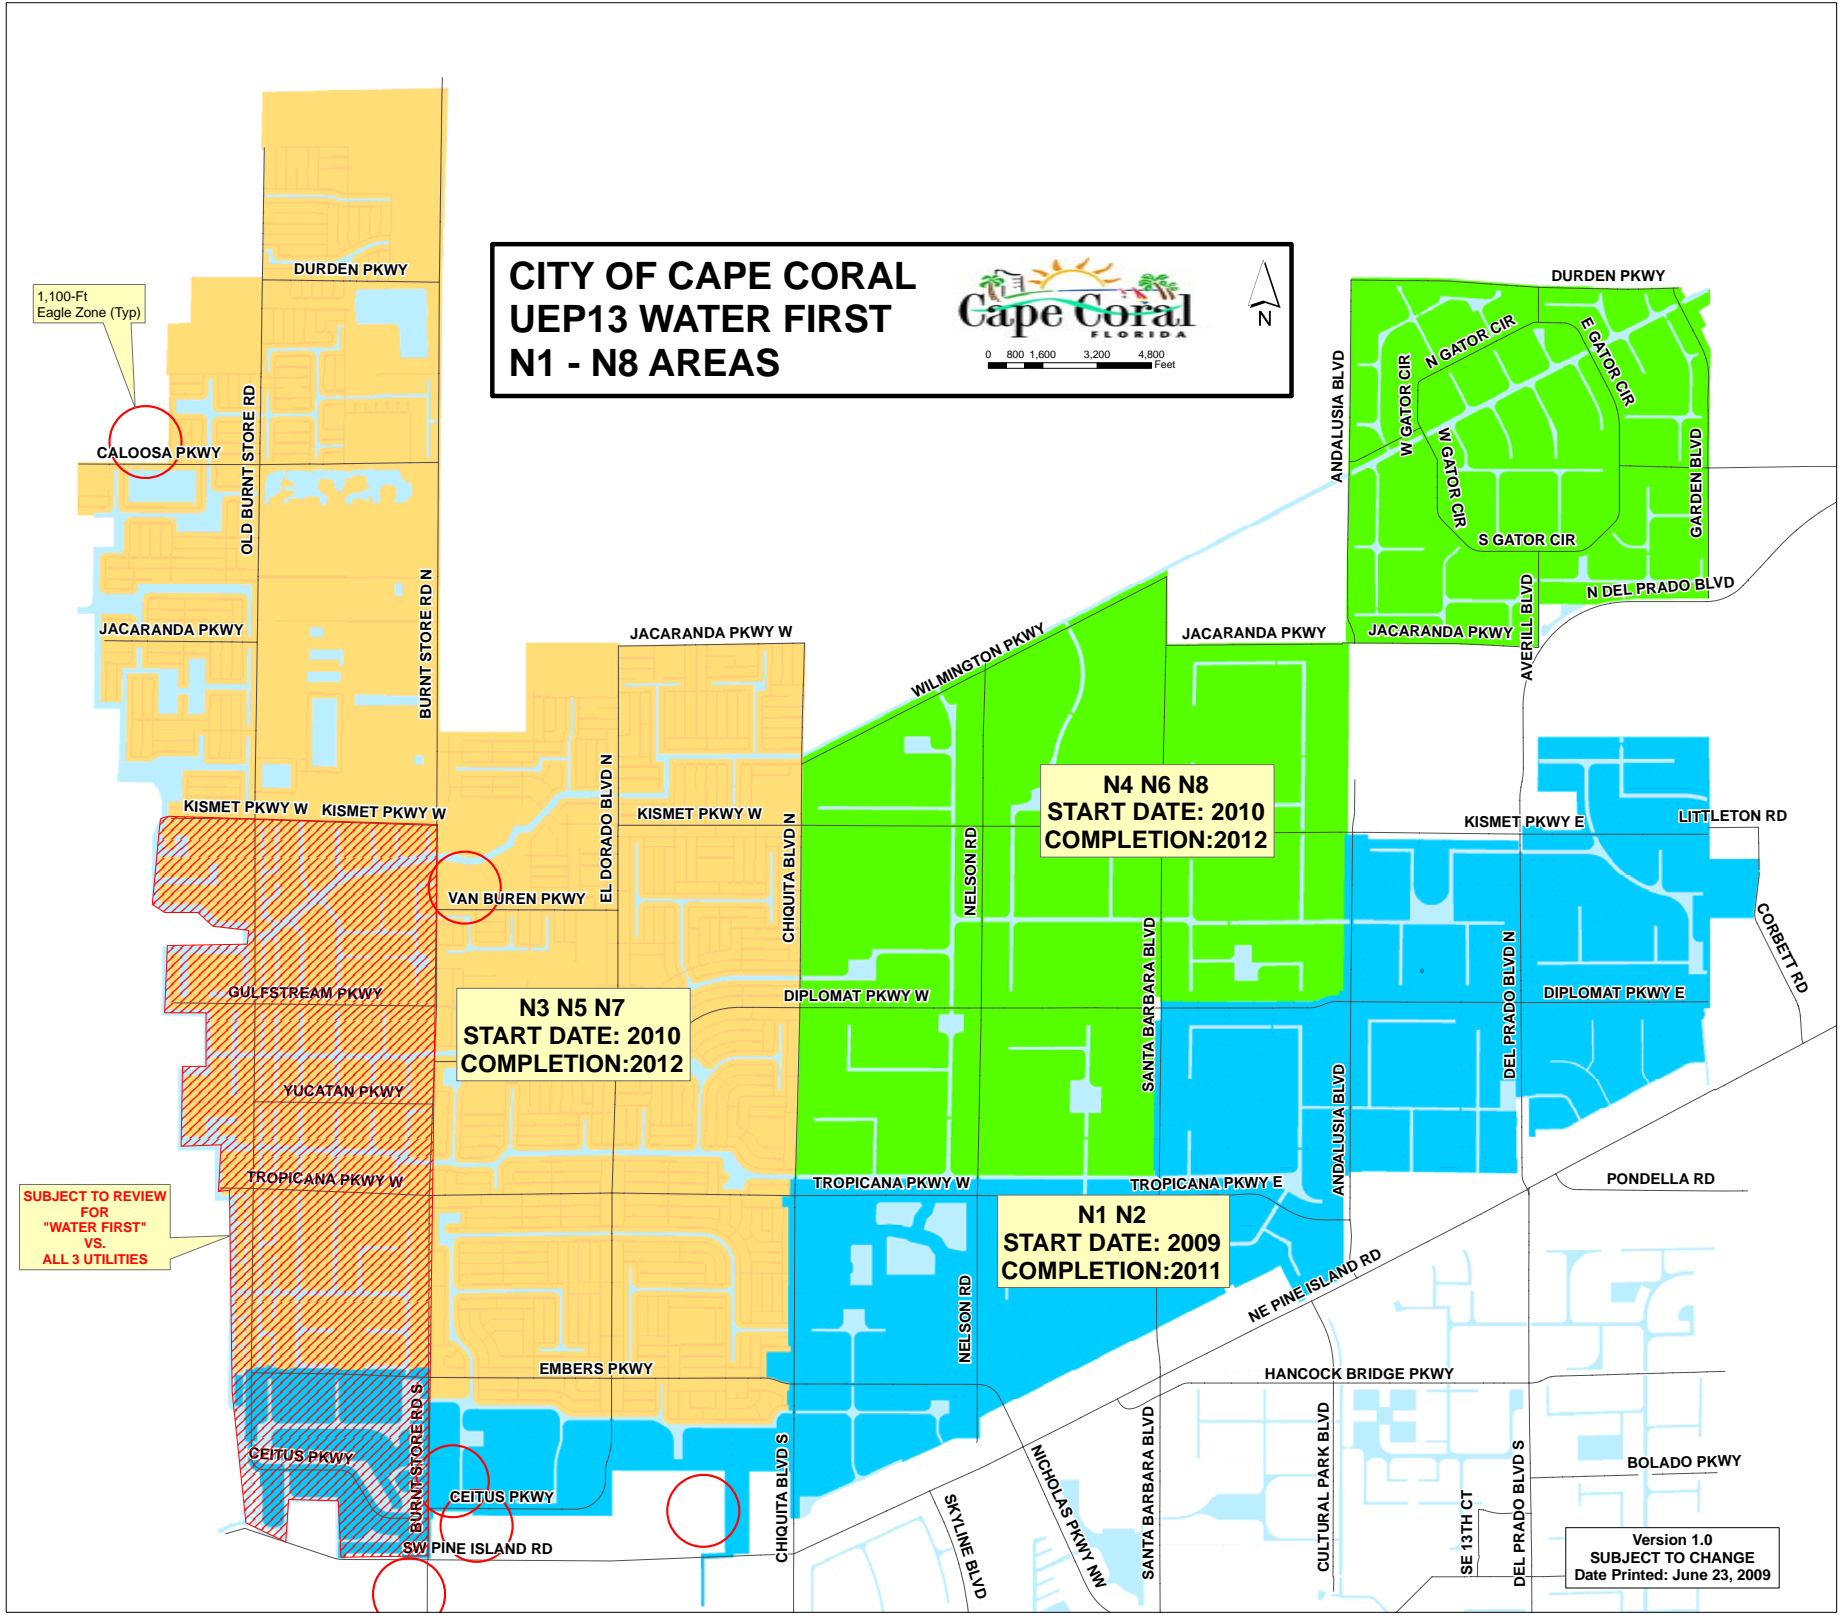 CITY OF CAPE CORAL
UEP13 WATER FIRST
N1 - N8 AREAS
Cape Coral
FLORIDA
0 800 1,600 3,200 4,800
Feet
N
1,100-Ft
Eagle Zone (Typ)
DURDEN PKWY
CALOOSA PKWY
OLD BURNT STORE RD
BURNT STORE RD N
JACARANDA PKWY
JACARANDA PKWY W
KISMET PKWY W
KISMET PKWY W
EL DORADO BLVD N
KISMET PKWY W
CHIQUITA BLVD N
VAN BUREN PKWY
GULFSTREAM PKWY
YUCATAN PKWY
TROPICANA PKWY W
N3 N5 N7
START DATE: 2010
COMPLETION:2012
SUBJECT TO REVIEW
FOR
"WATER FIRST"
VS.
ALL 3 UTILITIES
EMBERS PKWY
CEITUS PKWY
BURNT STORE RD S
CEITUS PKWY
SW PINE ISLAND RD
CHIQUITA BLVD S
WILMINGTON PKWY
JACARANDA PKWY
JACARANDA PKWY
DURDEN PKWY
ANDALUSIA BLVD
N GATOR CIR
E GATOR CIR
W GATOR CIR
W GATOR CIR
S GATOR CIR
GARDEN BLVD
N DEL PRADO BLVD
AVERILL BLVD
N4 N6 N8
START DATE: 2010
COMPLETION:2012
NELSON RD
SANTA BARBARA BLVD
DIPLOMAT PKWY W
KISMET PKWY E
LITTLETON RD
CORBETT RD
DEL PRADO BLVD N
DIPLOMAT PKWY E
ANDALUSIA BLVD
TROPICANA PKWY W
TROPICANA PKWY E
N1 N2
START DATE: 2009
COMPLETION:2011
NELSON RD
NE PINE ISLAND RD
PONDELLA RD
HANCOCK BRIDGE PKWY
NICHOLAS PKWY NW
SKYLINE BLVD
SANTA BARBARA BLVD
CULTURAL PARK BLVD
SE 13TH CT
DEL PRADO BLVD S
BOLADO PKWY
Version 1.0
SUBJECT TO CHANGE
Date Printed: June 23, 2009